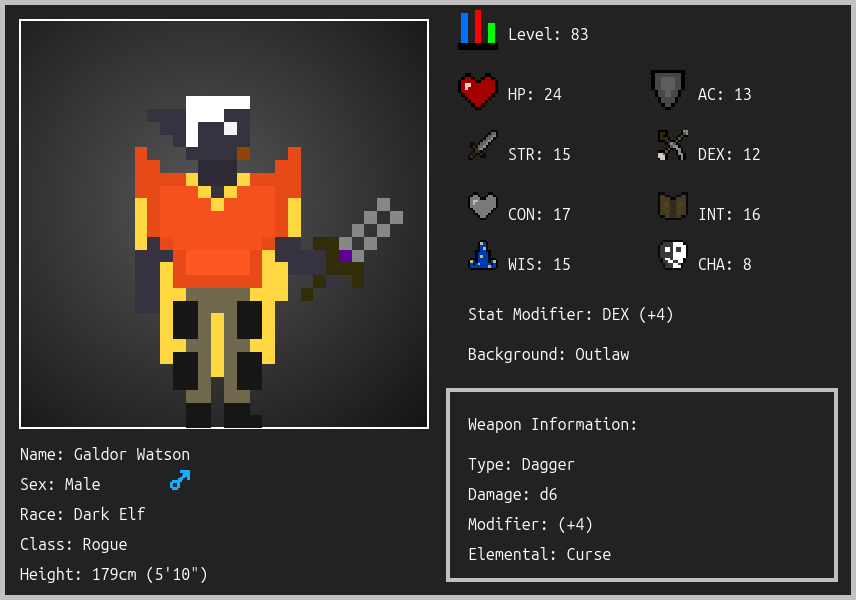 Level: 83
HP: 24
AC: 13
STR: 15
DEX: 12
CON: 17
INT: 16
WIS: 15
CHA: 8
Stat Modifier: DEX (+4)
Background: Outlaw
Weapon Information:
Type: Dagger
Damage: d6
Modifier: (+4)
Elemental: Curse
Name: Galdor Watson
Sex: Male
Race: Dark Elf
Class: Rogue
Height: 179cm (5'10")